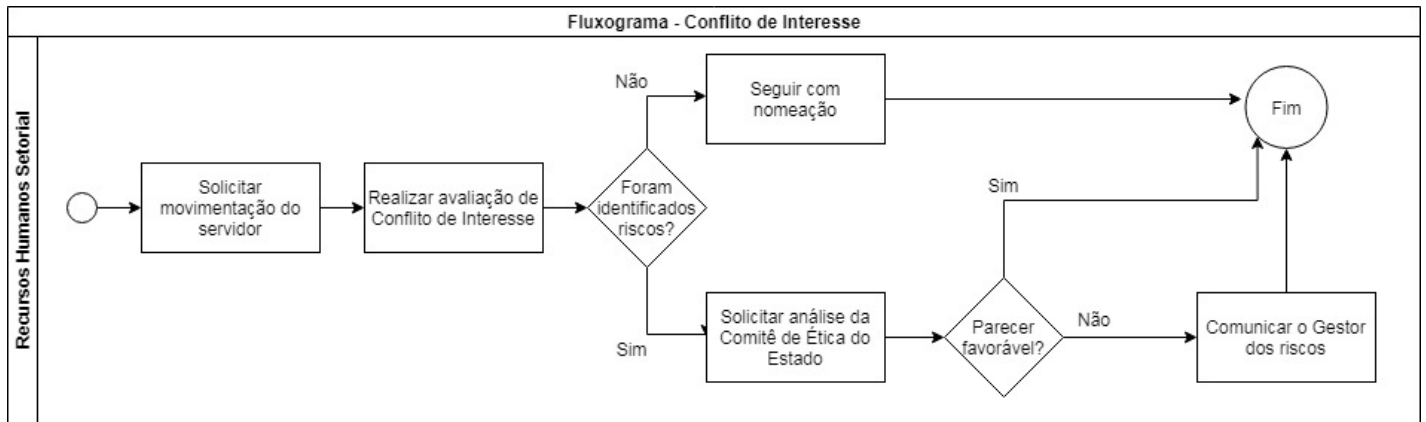 Fluxograma - Conflito de Interesse
Recursos Humanos Setorial
Solicitar
movimentação do
servidor
Realizar avaliação de
Conflito de Interesse
Foram
identificados
riscos?
Não
Seguir com
nomeação
Fim
Sim
Solicitar análise da
Comitê de Ética do
Estado
Parecer
favorável?
Sim
Não
Comunicar o Gestor
dos riscos